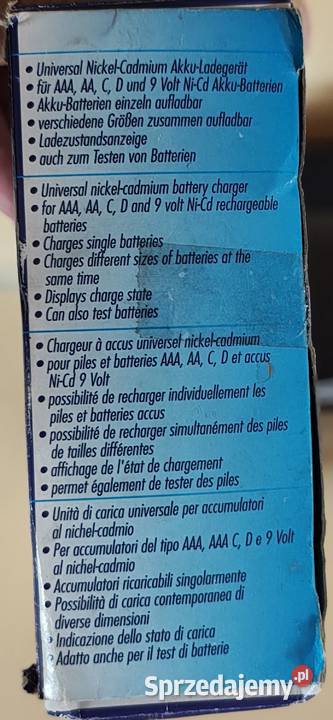 • Universal Nickel-Cadmium Akku-Ladegerät
• für AAA, AA, C, D und 9 Volt Ni-Cd Akku-Batterien
• Akku-Batterien einzeln aufladbar
• verschiedene Größen zusammen aufladbar
• Ladezustandsanzeige
• auch zum Testen von Batterien
• Universal nickel-cadmium battery charger
• for AAA, AA, C, D and 9 volt Ni-Cd rechargeable
batteries
• Charges single batteries
• Charges different sizes of batteries at the
same time
• Displays charge state
• Can also test batteries
• Chargeur à accus universel nickel-cadmium
• pour piles et batteries AAA, AA, C, D et accus
Ni-Cd 9 Volt
• possibilité de recharger individuellement les
piles et batteries accus
• possibilité de recharger simultanément des piles
de tailles différentes
• affichage de l'état de chargement
• permet également de tester des piles
• Unità di carica universale per accumulatori
al nichel-cadmio
• Per accumulatori del tipo AAA, AAA C, D e 9 Volt
al nichel-cadmio
• Accumulatori ricaricabili singolarmente
• Possibilità di carica contemporanea di
diverse dimensioni
• Indicazione dello stato di carica
• Adatto anche per il test di batterie
Sprzedajemy.pl